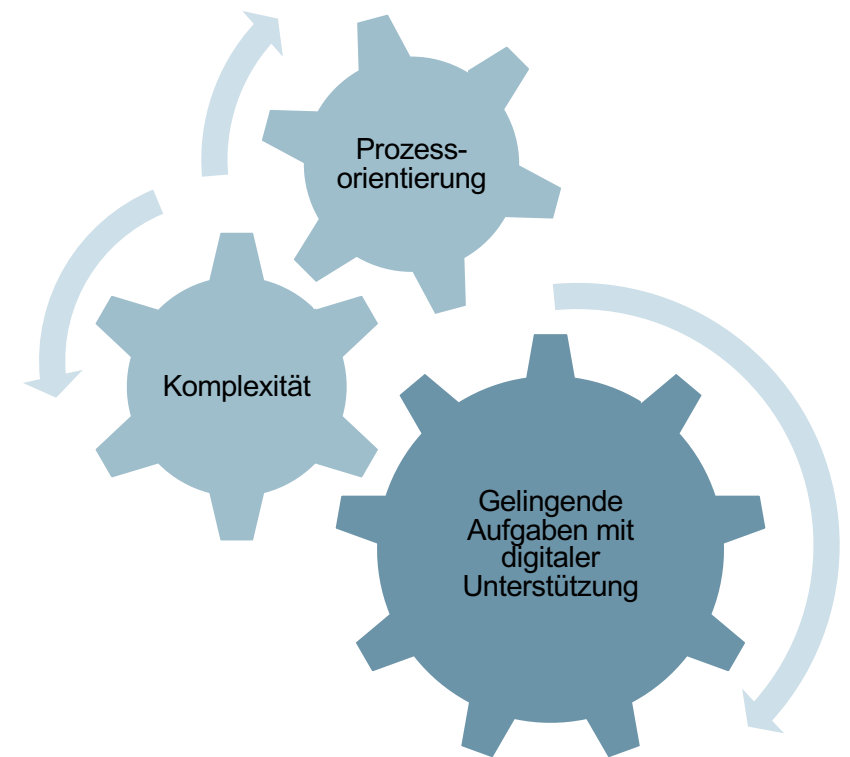 Prozess-
orientierung
Komplexität
Gelingende
Aufgaben mit
digitaler
Unterstützung